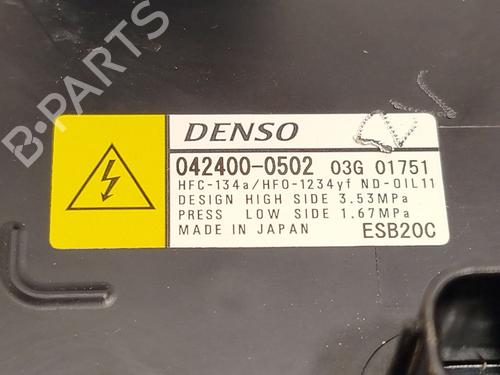 B-PARTS
DENSO
042400-0502 03G 01751
HFC-134a/HFO-1234yf ND-OIL11
DESIGN HIGH SIDE 3.53MPa
PRESS LOW SIDE 1.67MPa
MADE IN JAPAN ESB20C